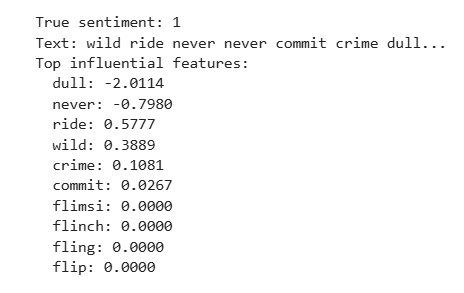 True sentiment: 1
Text: wild ride never never commit crime dull...
Top influential features:
dull: -2.0114
never: -0.7980
ride: 0.5777
wild: 0.3889
crime: 0.1081
commit: 0.0267
flimsi: 0.0000
flinch: 0.0000
fling: 0.0000
flip: 0.0000